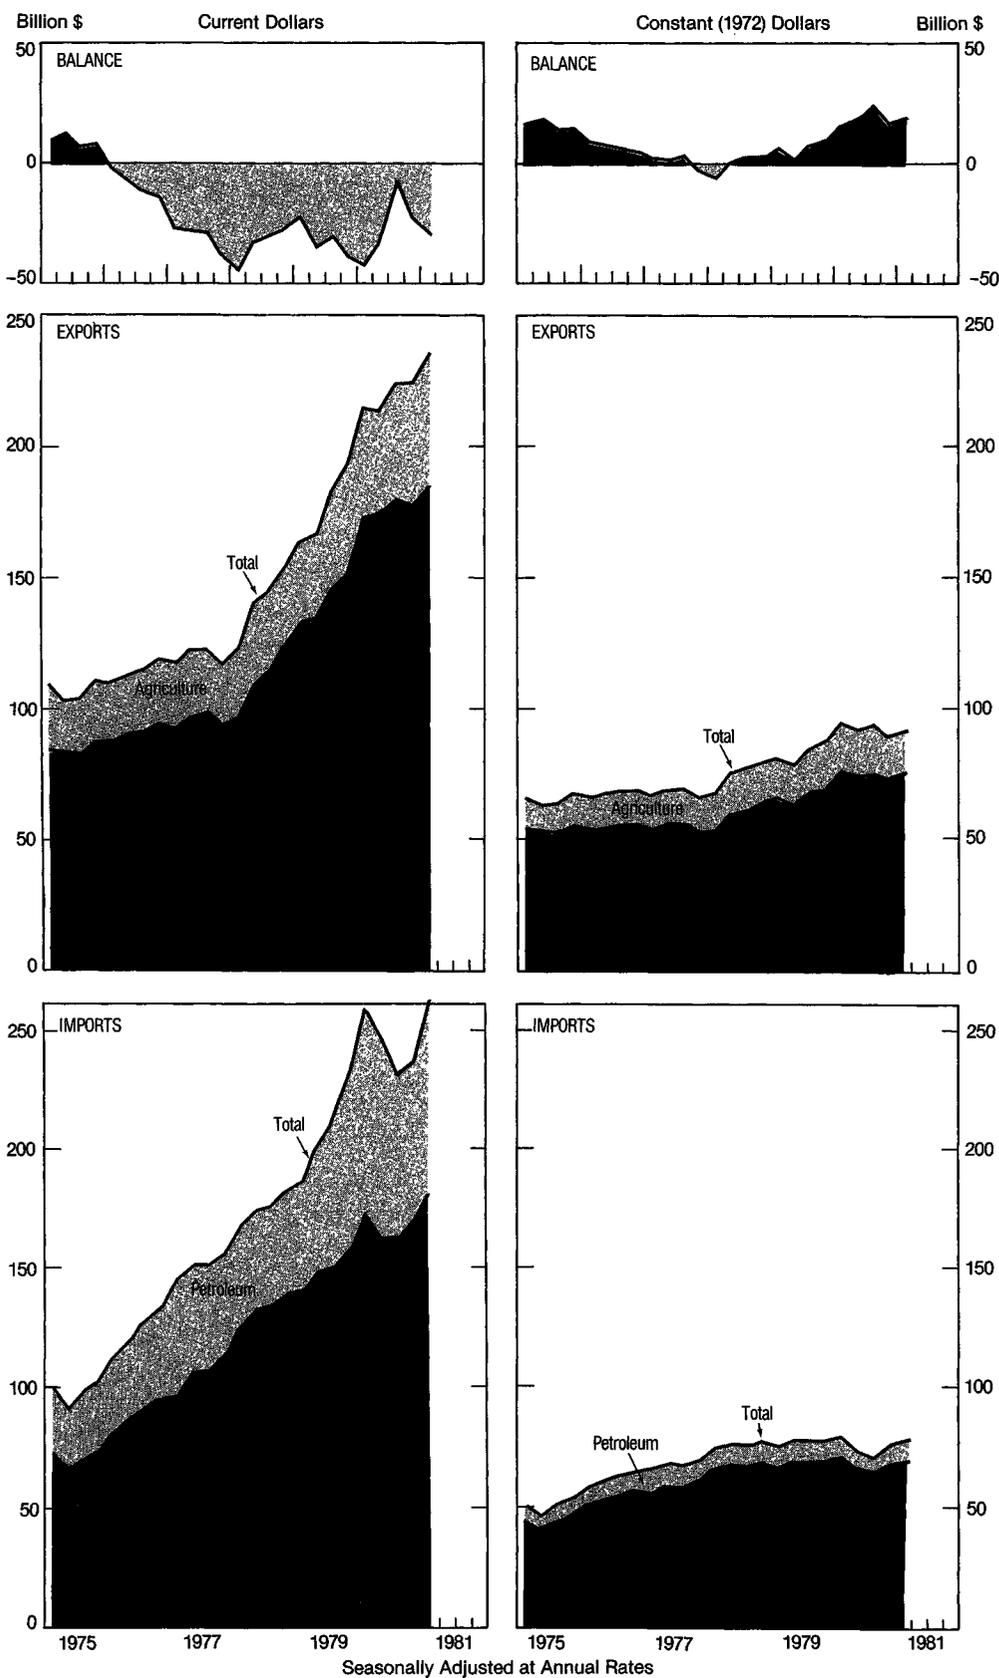 Billion $ Current Dollars Constant (1972) Dollars Billion $
50 BALANCE BALANCE 50
0 0
-50 -50
250 EXPORTS EXPORTS 250
200 200
150 Total 150
Agriculture
100 Total 100
Agriculture
50 50
0 0
250 IMPORTS IMPORTS 250
200 Total 200
150 Petroleum 150
100 100
Petroleum Total
50 50
0
1975 1977 1979 1981 1975 1977 1979 1981
Seasonally Adjusted at Annual Rates